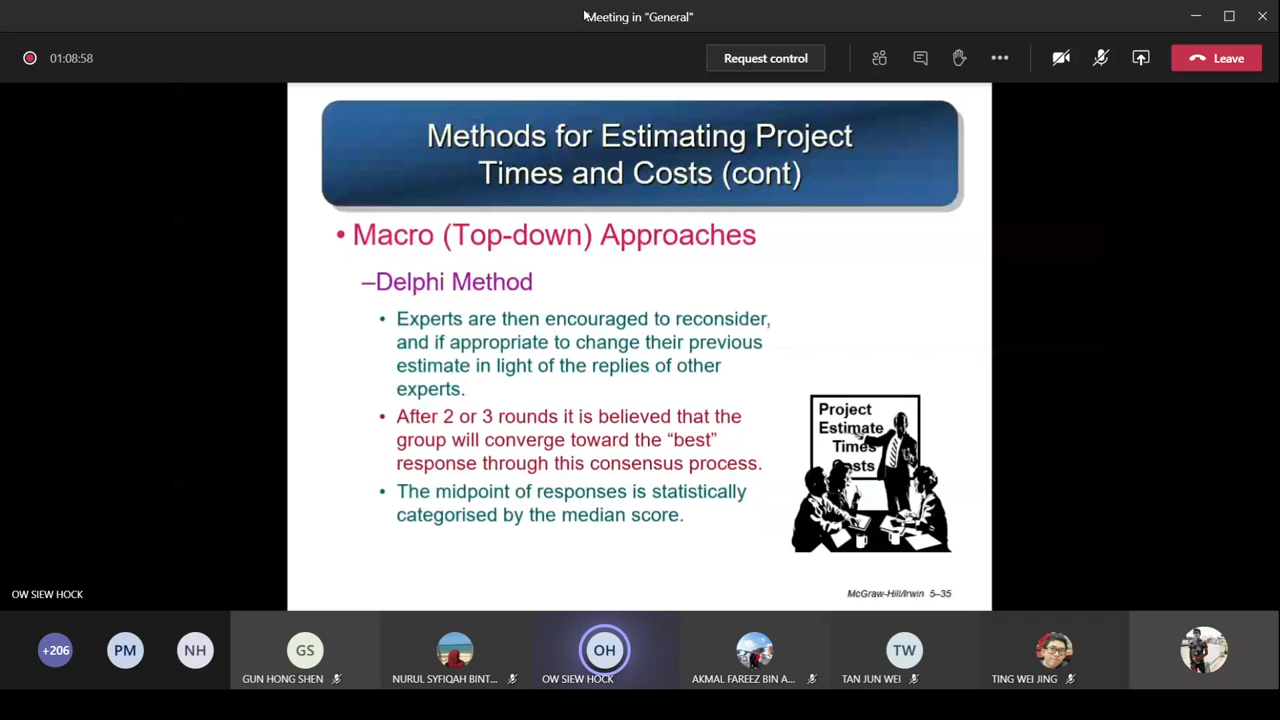 Meeting in "General"
01:08:58
Request control
Leave
Methods for Estimating Project
Times and Costs (cont)
• Macro (Top-down) Approaches
–Delphi Method
• Experts are then encouraged to reconsider,
and if appropriate to change their previous
estimate in light of the replies of other
experts.
• After 2 or 3 rounds it is believed that the
group will converge toward the “best”
response through this consensus process.
• The midpoint of responses is statistically
categorised by the median score.
Project
Estimate
Times
Costs
McGraw-Hill/Irwin 5–35
OW SIEW HOCK
+206
PM
NH
GS
OH
TW
GUN HONG SHEN
NURUL SYFIQAH BINT...
OW SIEW HOCK
AKMAL FAREEZ BIN A...
TAN JUN WEI
TING WEI JING